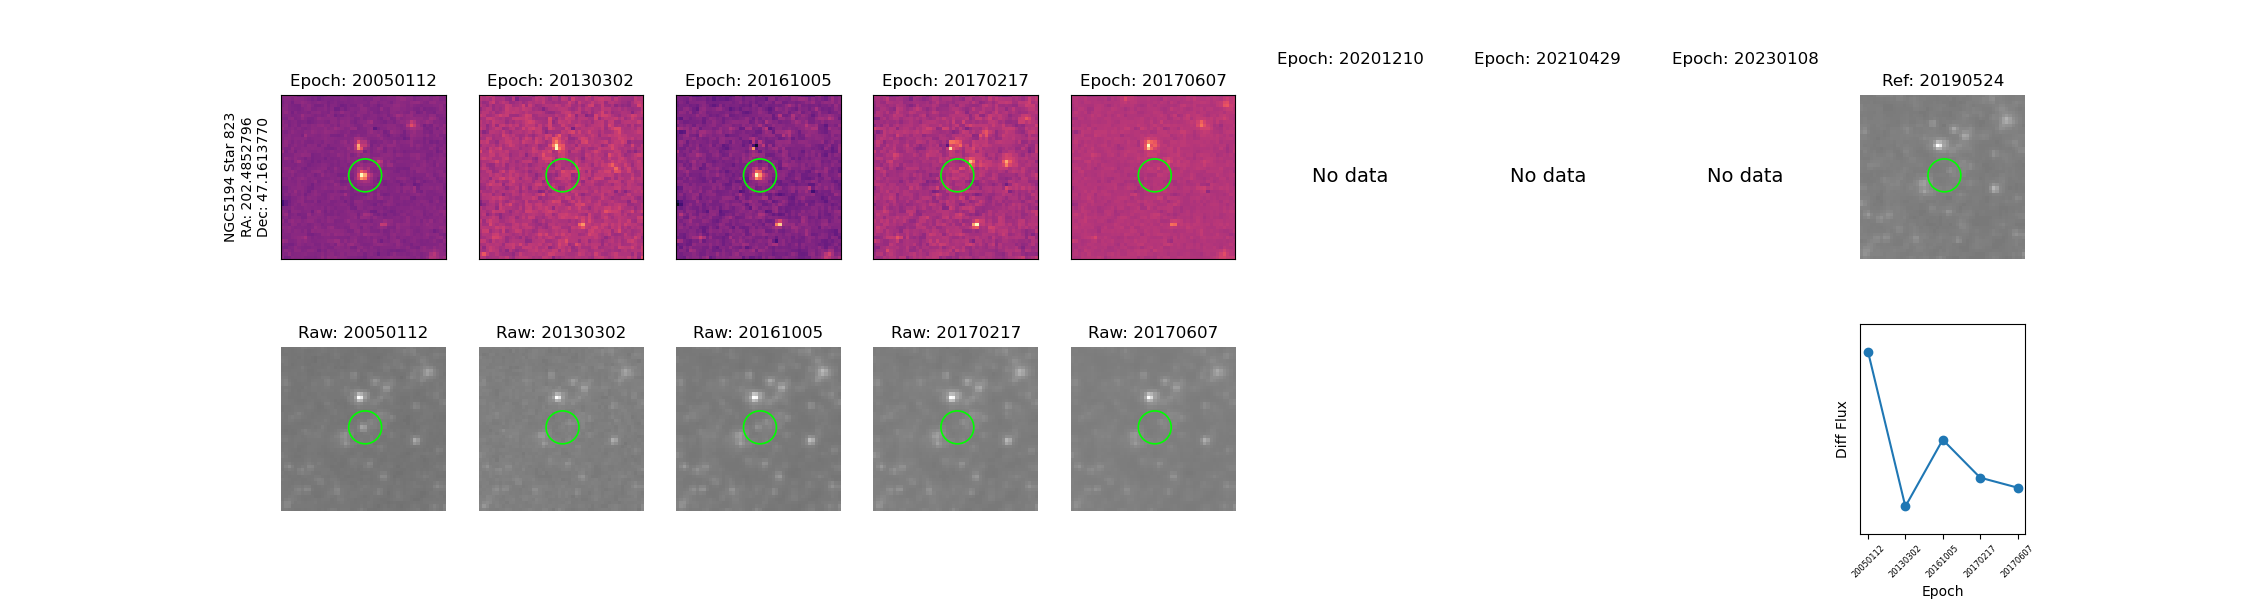 Epoch: 20050112
Epoch: 20130302
Epoch: 20161005
Epoch: 20170217
Epoch: 20170607
Epoch: 20201210
Epoch: 20210429
Epoch: 20230108
Ref: 20190524
NGC5194 Star 823
RA: 202.4852796
Dec: 47.1613770
No data
No data
No data
Raw: 20050112
Raw: 20130302
Raw: 20161005
Raw: 20170217
Raw: 20170607
Diff Flux
20050112
20130302
20161005
20170217
20170607
Epoch